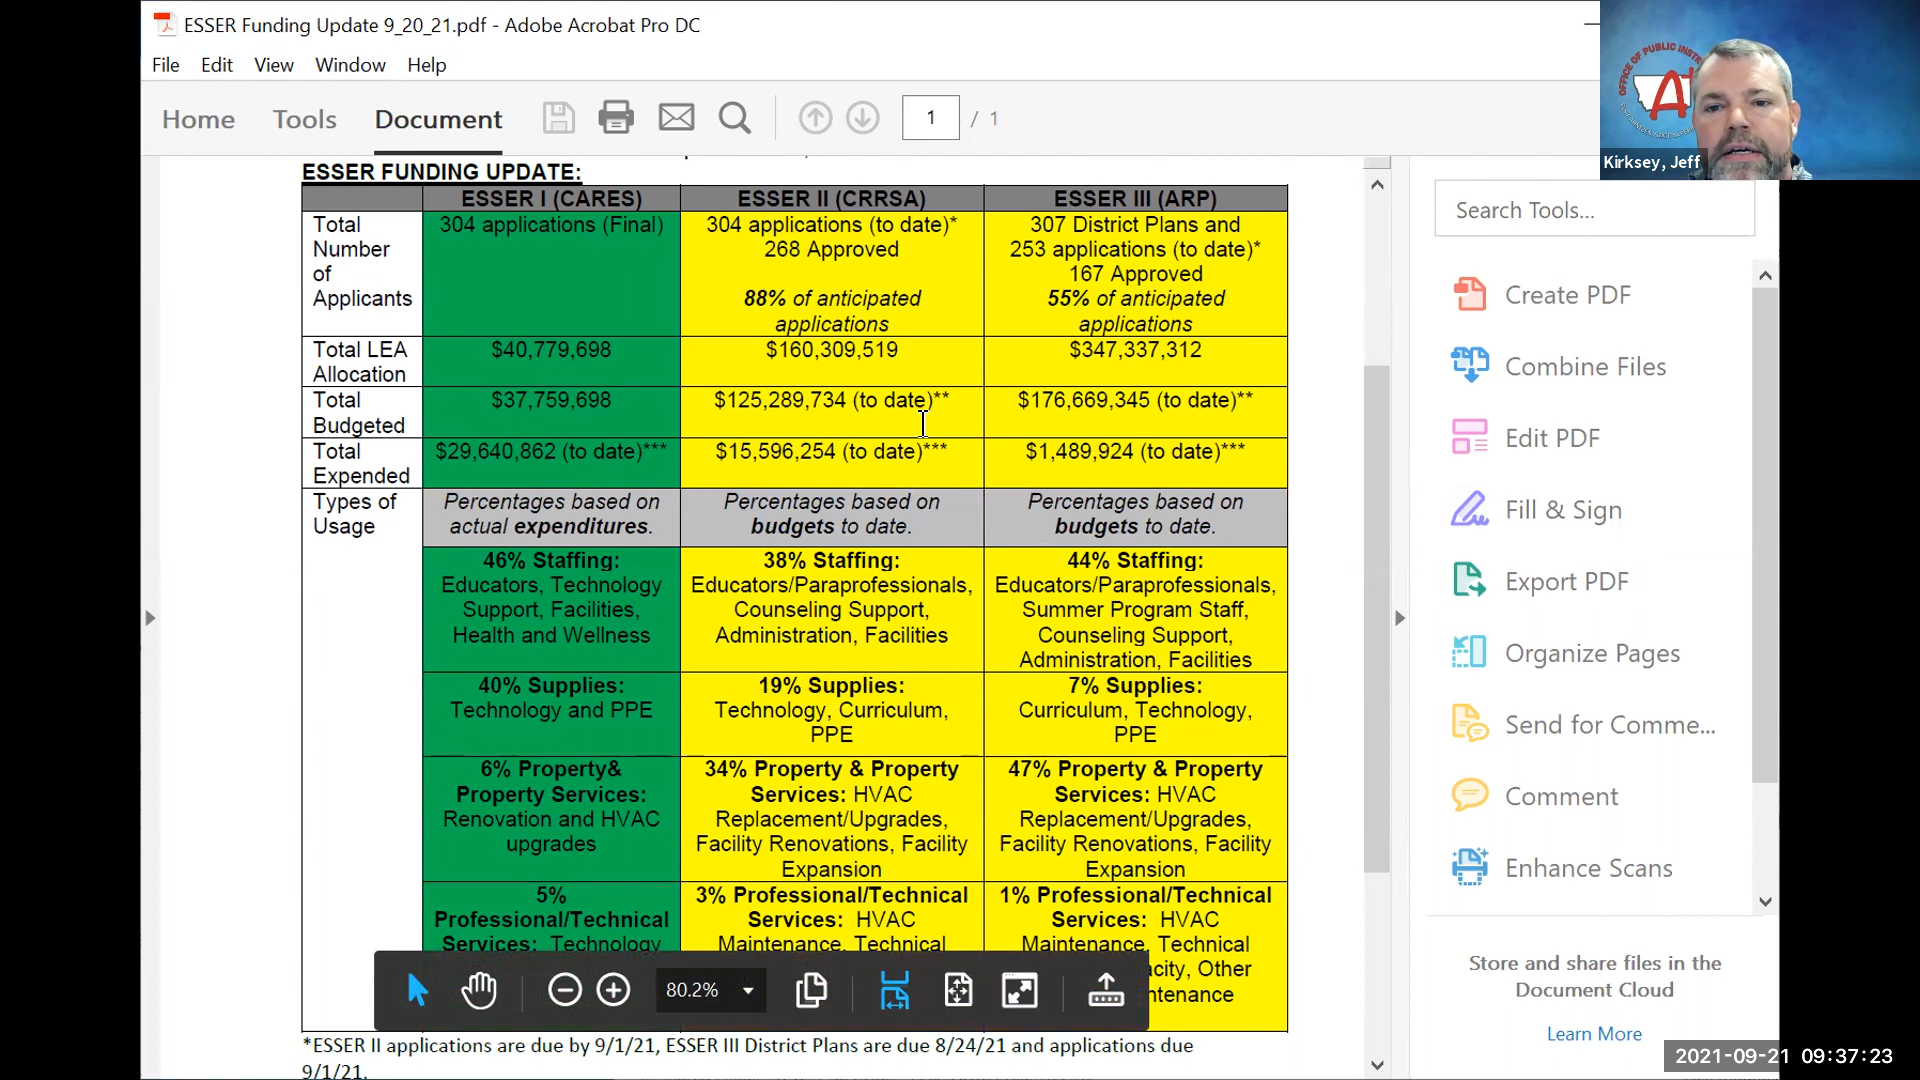 ESSER Funding Update 9_20_21.pdf - Adobe Acrobat Pro DC
File Edit View Window Help
Home Tools Document 1 / 1
Kirksey, Jeff
ESSER FUNDING UPDATE:
ESSER I (CARES) ESSER II (CRRSA) ESSER III (ARP)
Total Number of Applicants
304 applications (Final)
304 applications (to date)*
268 Approved
88% of anticipated
applications
307 District Plans and
253 applications (to date)*
167 Approved
55% of anticipated
applications
Total LEA
Allocation
$40,779,698 $160,309,519 $347,337,312
Total
Budgeted
$37,759,698 $125,289,734 (to date)** $176,669,345 (to date)**
Total
Expended
$29,640,862 (to date)*** $15,596,254 (to date)*** $1,489,924 (to date)***
Types of
Usage
Percentages based on
actual expenditures.
Percentages based on
budgets to date.
Percentages based on
budgets to date.
46% Staffing:
Educators, Technology
Support, Facilities,
Health and Wellness
38% Staffing:
Educators/Paraprofessionals,
Counseling Support,
Administration, Facilities
44% Staffing:
Educators/Paraprofessionals,
Summer Program Staff,
Counseling Support,
Administration, Facilities
40% Supplies:
Technology and PPE
19% Supplies:
Technology, Curriculum,
PPE
7% Supplies:
Curriculum, Technology,
PPE
6% Property&
Property Services:
Renovation and HVAC
upgrades
34% Property & Property
Services: HVAC
Replacement/Upgrades,
Facility Renovations, Facility
Expansion
47% Property & Property
Services: HVAC
Replacement/Upgrades,
Facility Renovations, Facility
Expansion
5%
Professional/Technical
Services: Technology
3% Professional/Technical
Services: HVAC
Maintenance, Technical
1% Professional/Technical
Services: HVAC
Maintenance, Technical
acity, Other
ntenance
80.2%
*ESSER II applications are due by 9/1/21, ESSER III District Plans are due 8/24/21 and applications due
9/1/21.
Search Tools...
Create PDF
Combine Files
Edit PDF
Fill & Sign
Export PDF
Organize Pages
Send for Comme...
Comment
Enhance Scans
Store and share files in the
Document Cloud
Learn More
2021-09-21 09:37:23